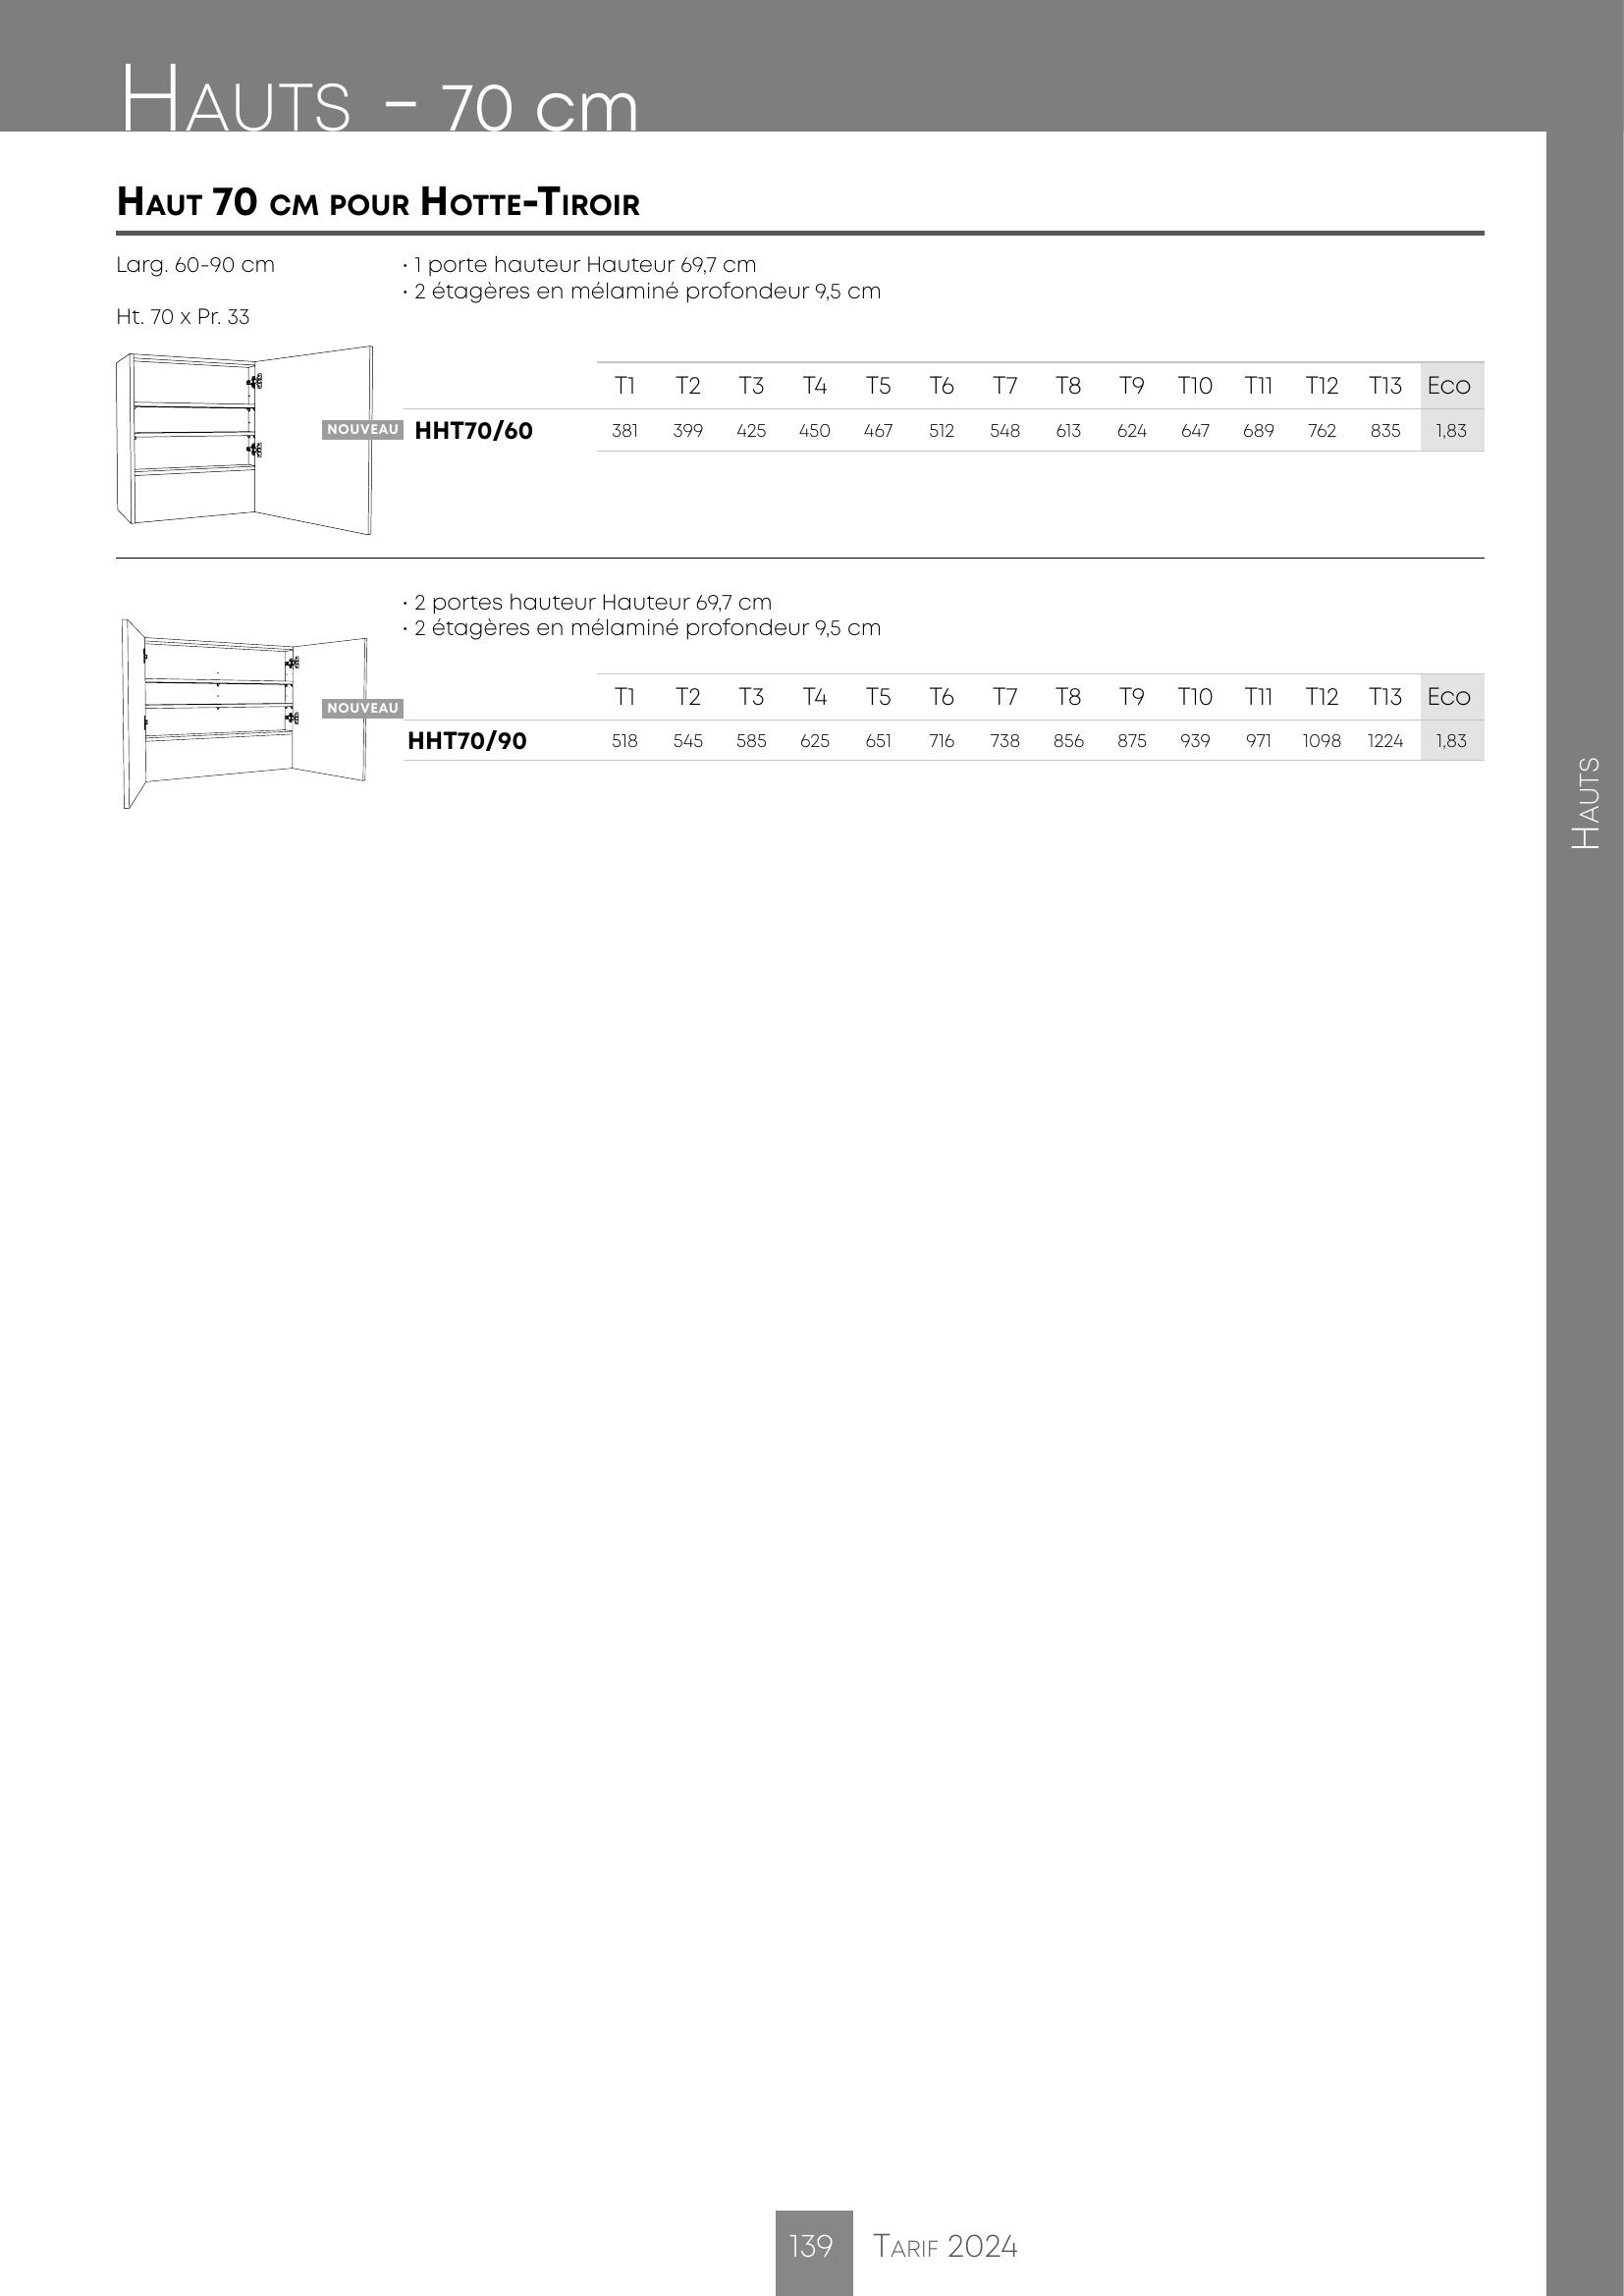 Hauts - 70 cm
Haut 70 cm pour Hotte-Tiroir
Larg. 60-90 cm
Ht. 70 x Pr. 33
· 1 porte hauteur Hauteur 69,7 cm
· 2 étagères en mélaminé profondeur 9,5 cm
T1 T2 T3 T4 T5 T6 T7 T8 T9 T10 T11 T12 T13 Eco
NOUVEAU HHT70/60 381 399 425 450 467 512 548 613 624 647 689 762 835 1,83
· 2 portes hauteur Hauteur 69,7 cm
· 2 étagères en mélaminé profondeur 9,5 cm
T1 T2 T3 T4 T5 T6 T7 T8 T9 T10 T11 T12 T13 Eco
NOUVEAU
HHT70/90 518 545 585 625 651 716 738 856 875 939 971 1098 1224 1,83
Hauts
139 Tarif 2024